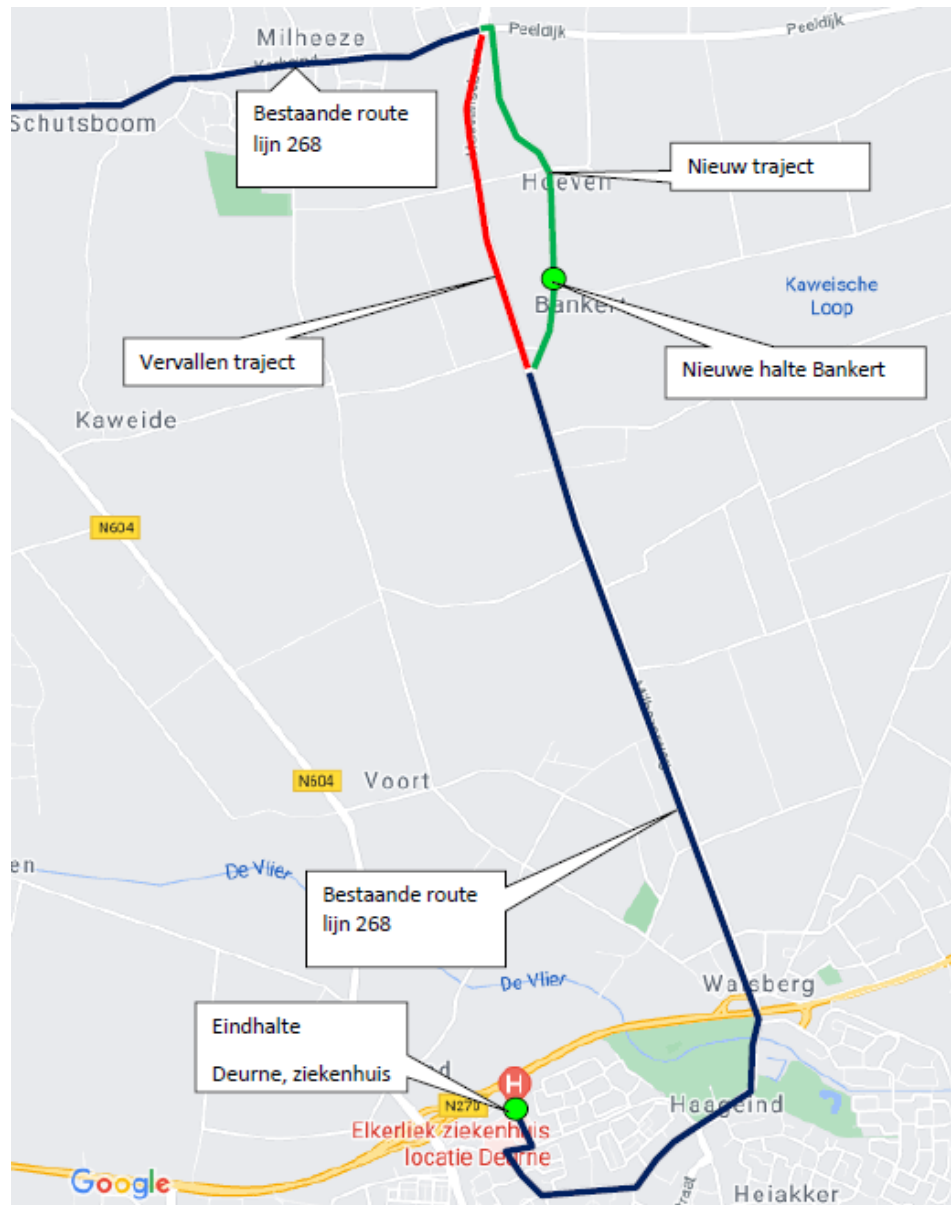 Milheeze
Peeldijk
Peeldijk
Schutsboom
Bestaande route
lijn 268
Nieuw traject
Hoeven
Kaweische
Loop
Bankert
Vervallen traject
Nieuwe halte Bankert
Kaweide
N604
N604
Voort
en
De Vlier
Bestaande route
lijn 268
De Vlier
Walsberg
Eindhalte
Deurne, ziekenhuis
d
H
N270
Haageind
Elkerliek ziekenhuis
locatie Deurne
Google
Heiakker